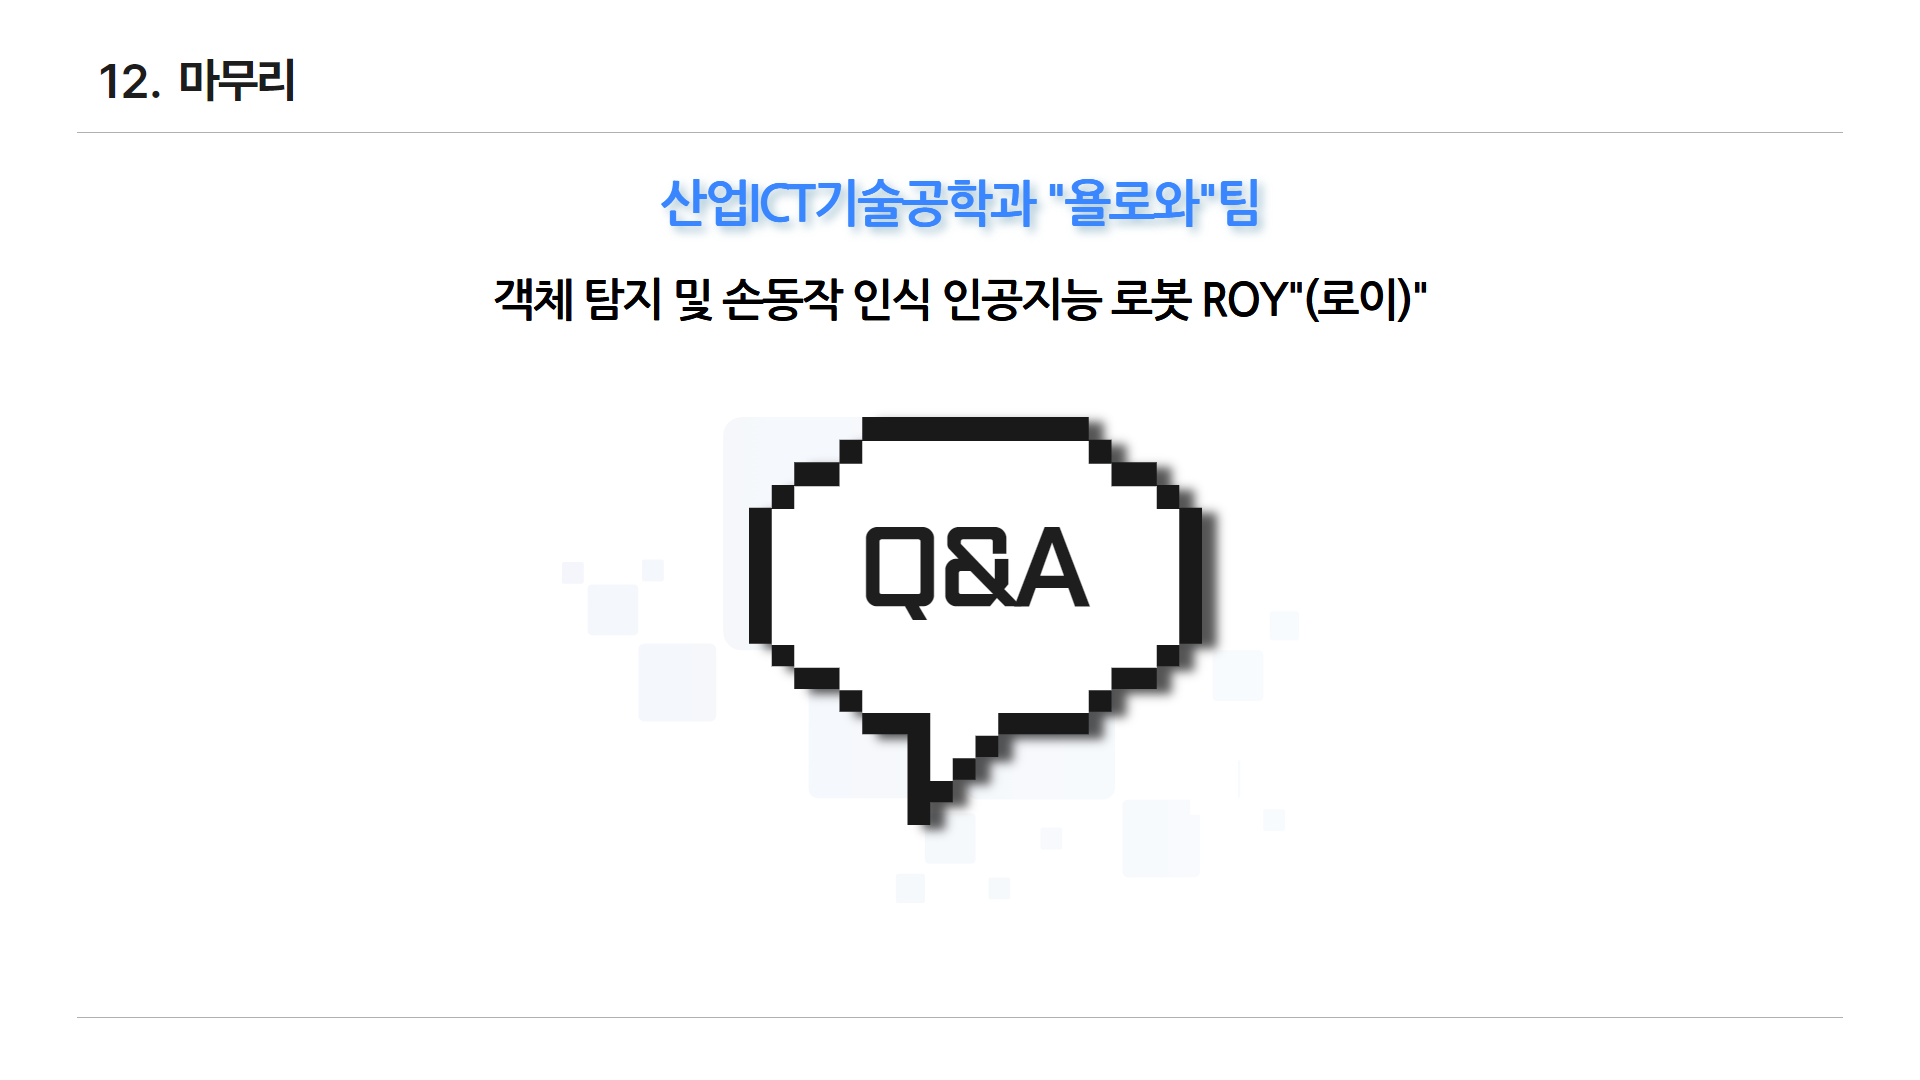 12. 마무리
산업ICT기술공학과 "욜로와"팀
객체 탐지 및 손동작 인식 인공지능 로봇 ROY"(로이)"
Q&A